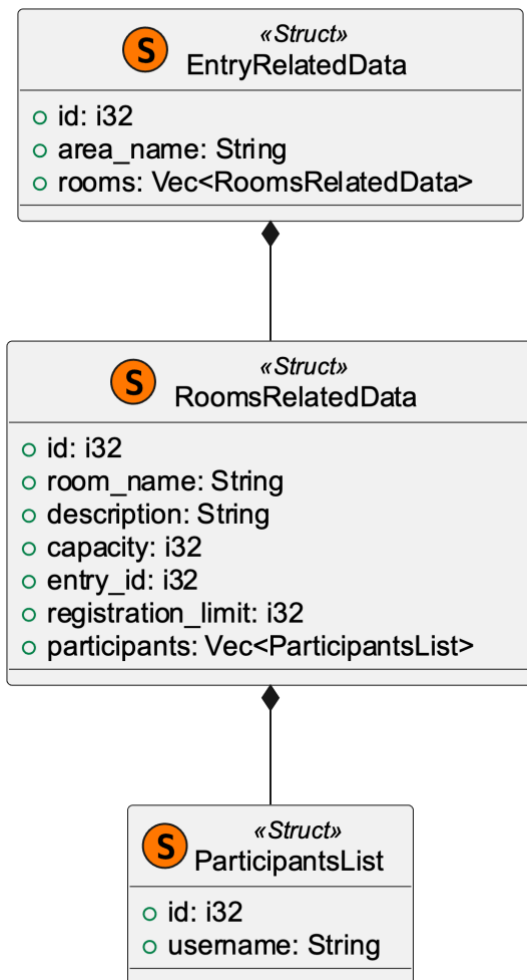 S
«Struct»
EntryRelatedData
id: i32
area_name: String
rooms: Vec<RoomsRelatedData>
S
«Struct»
RoomsRelatedData
id: i32
room_name: String
description: String
capacity: i32
entry_id: i32
registration_limit: i32
participants: Vec<ParticipantsList>
S
«Struct»
ParticipantsList
id: i32
username: String